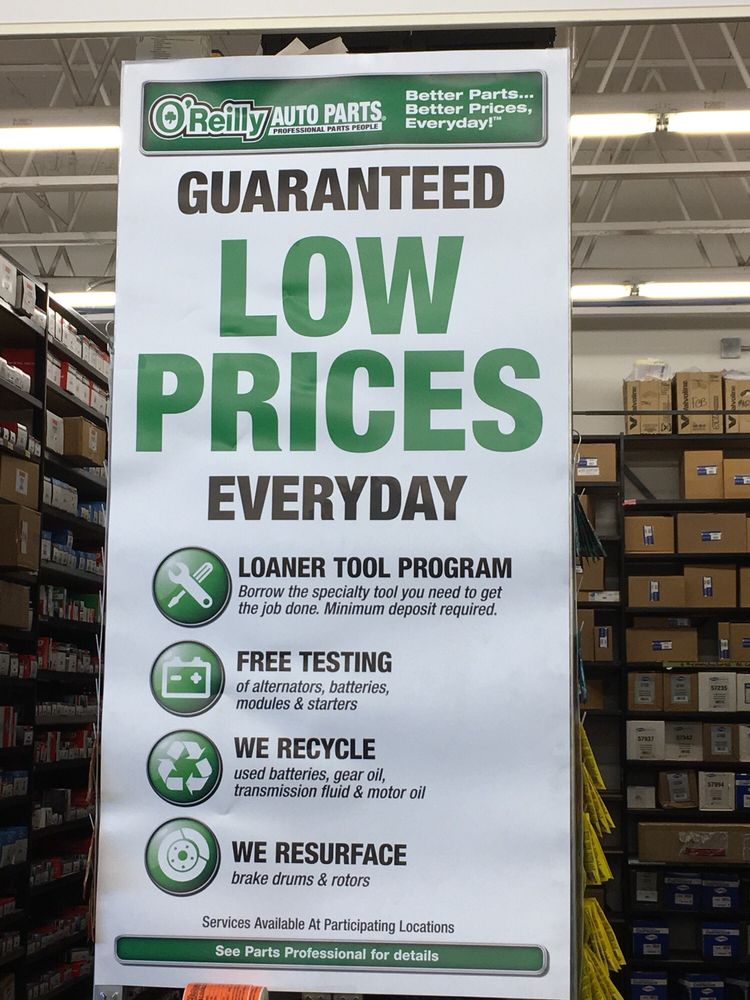 O'Reilly AUTO PARTS®
PROFESSIONAL PARTS PEOPLE
Better Parts...
Better Prices,
Everyday!™
GUARANTEED
LOW
PRICES
EVERYDAY
LOANER TOOL PROGRAM
Borrow the specialty tool you need to get
the job done. Minimum deposit required.
FREE TESTING
of alternators, batteries,
modules & starters
WE RECYCLE
used batteries, gear oil,
transmission fluid & motor oil
WE RESURFACE
brake drums & rotors
Services Available At Participating Locations
See Parts Professional for details
Valvoline
57235
57937